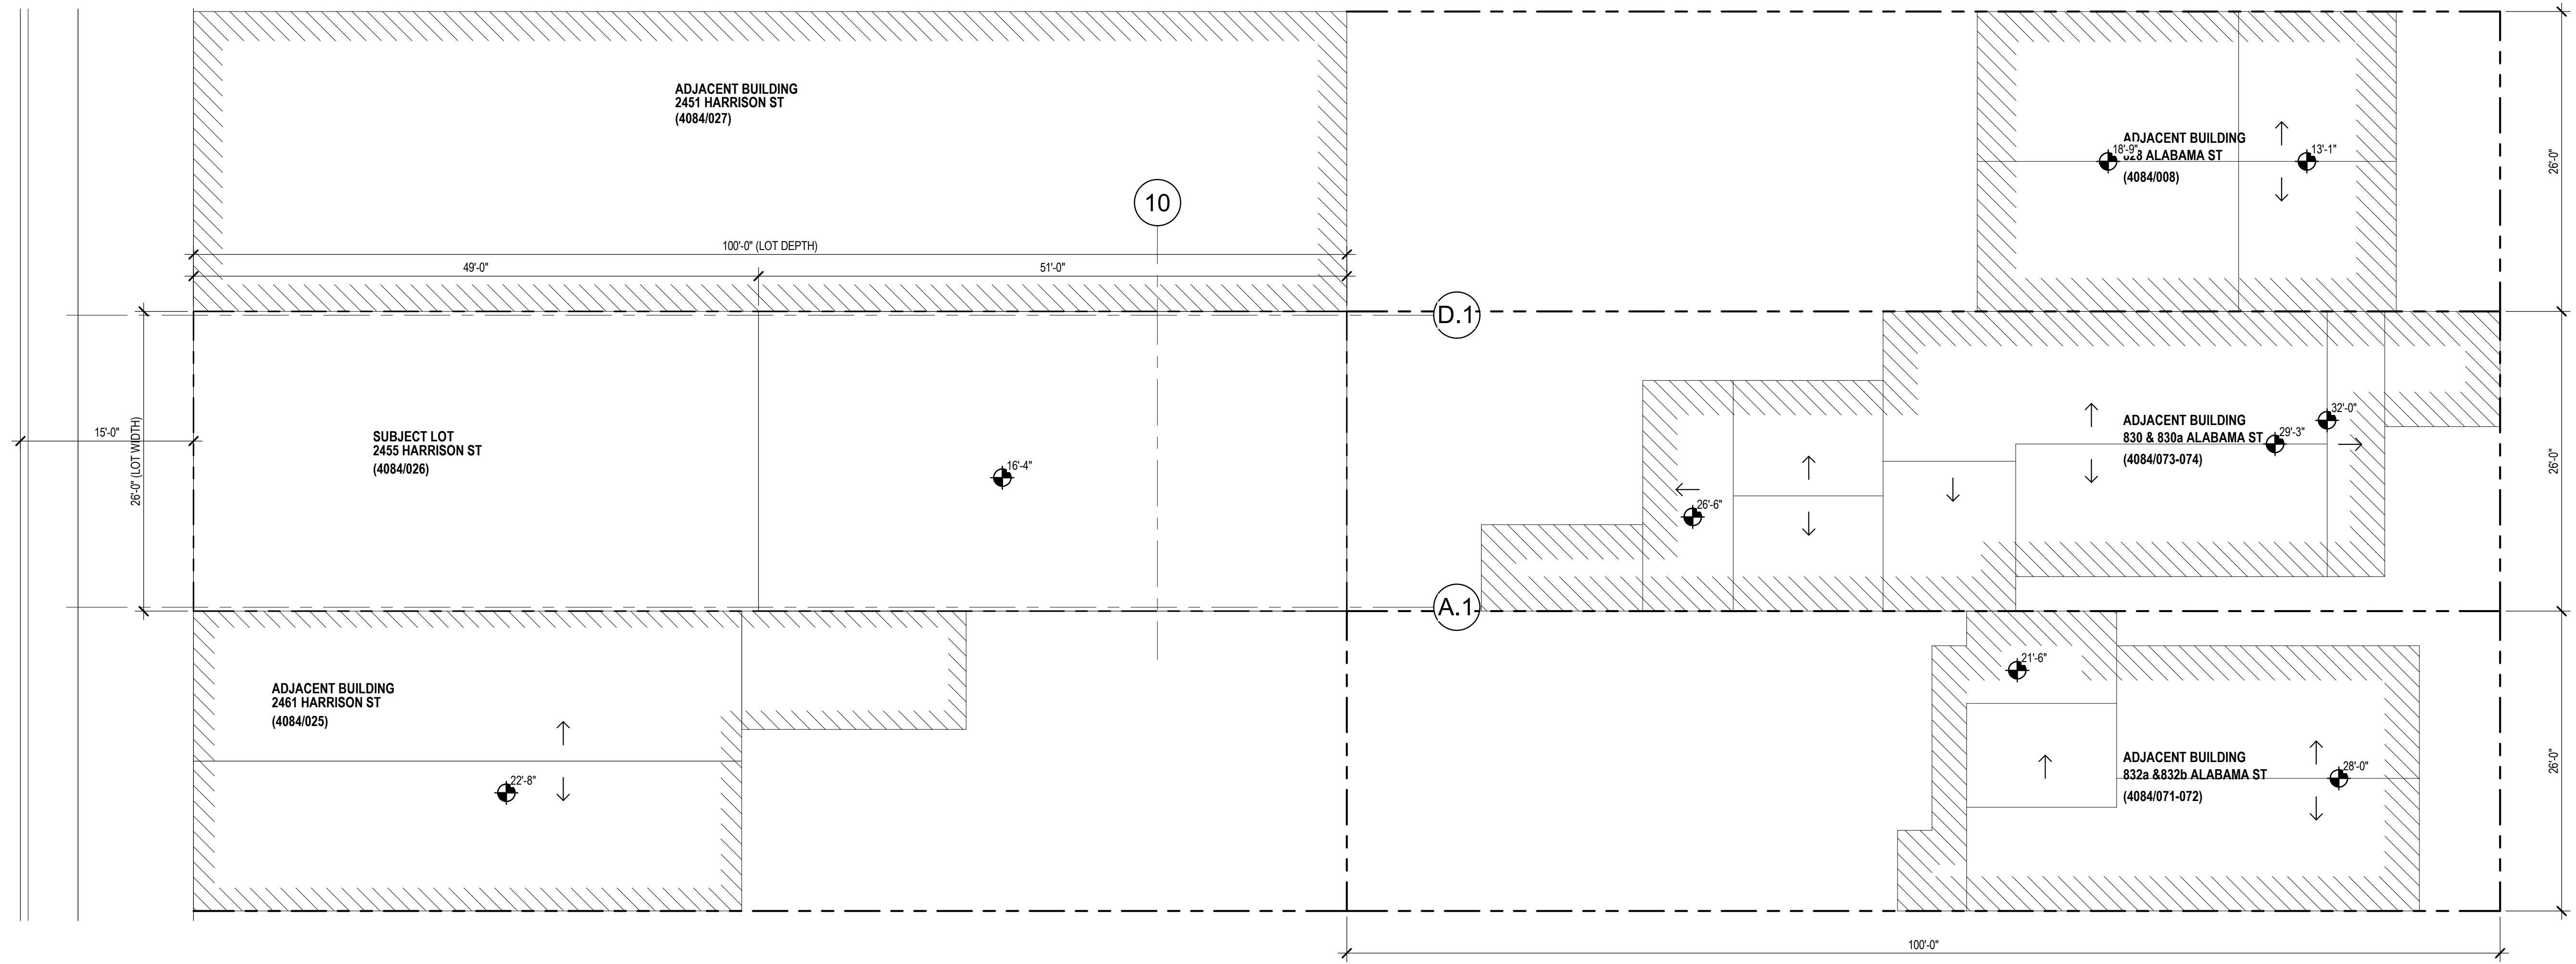 ADJACENT BUILDING
2451 HARRISON ST
(4084/027)
10
100'-0" (LOT DEPTH)
49'-0"
51'-0"
ADJACENT BUILDING
18'-9"
ALABAMA ST
13'-1"
(4084/008)
26'-0"
D.1
15'-0"
26'-0" (LOT WIDTH)
SUBJECT LOT
2455 HARRISON ST
(4084/026)
16'-4"
26'-6"
ADJACENT BUILDING
830 & 830a ALABAMA ST
(4084/073-074)
29'-3"
32'-0"
26'-0"
A.1
ADJACENT BUILDING
2461 HARRISON ST
(4084/025)
22'-8"
21'-6"
ADJACENT BUILDING
832a &832b ALABAMA ST
(4084/071-072)
28'-0"
26'-0"
100'-0"